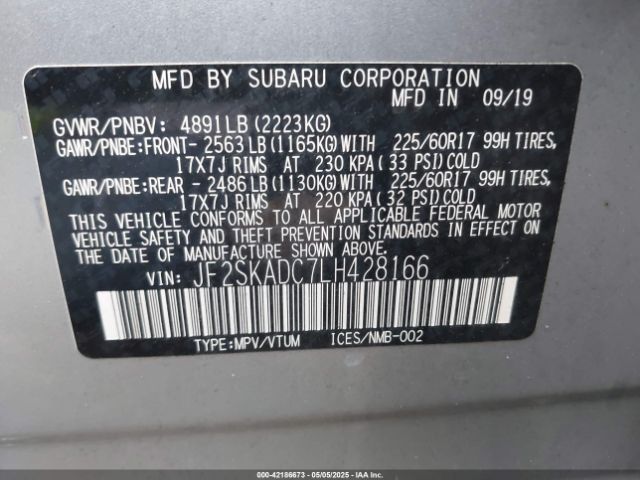 MFD BY SUBARU CORPORATION
MFD IN 09/19
GVWR/PNBV: 4891LB (2223KG)
GAWR/PNBE:FRONT- 2563 LB (1165KG) WITH 225/60R17 99H TIRES,
17X7J RIMS AT 230 KPA (33 PSI) COLD
GAWR/PNBE:REAR - 2486 LB (1130KG) WITH 225/60R17 99H TIRES,
17X7J RIMS AT 220 KPA (32 PSI) COLD
THIS VEHICLE CONFORMS TO ALL APPLICABLE FEDERAL MOTOR
VEHICLE SAFETY AND THEFT PREVENTION STANDARDS IN EFFECT
ON THE DATE OF MANUFACTURE SHOWN ABOVE.
VIN: JF2SKADC7LH428166
TYPE:MPV/VTUM ICES/NMB-002
000-42186673 - 05/05/2025 - IAAI.com